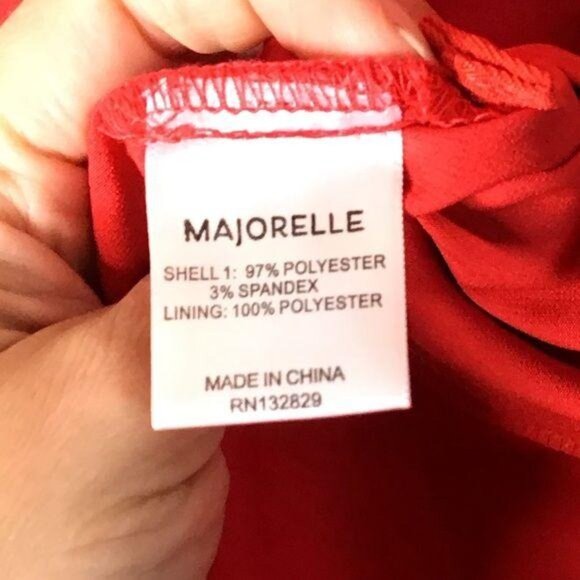 MAJORELLE
SHELL 1: 97% POLYESTER
3% SPANDEX
LINING: 100% POLYESTER
MADE IN CHINA
RN132829